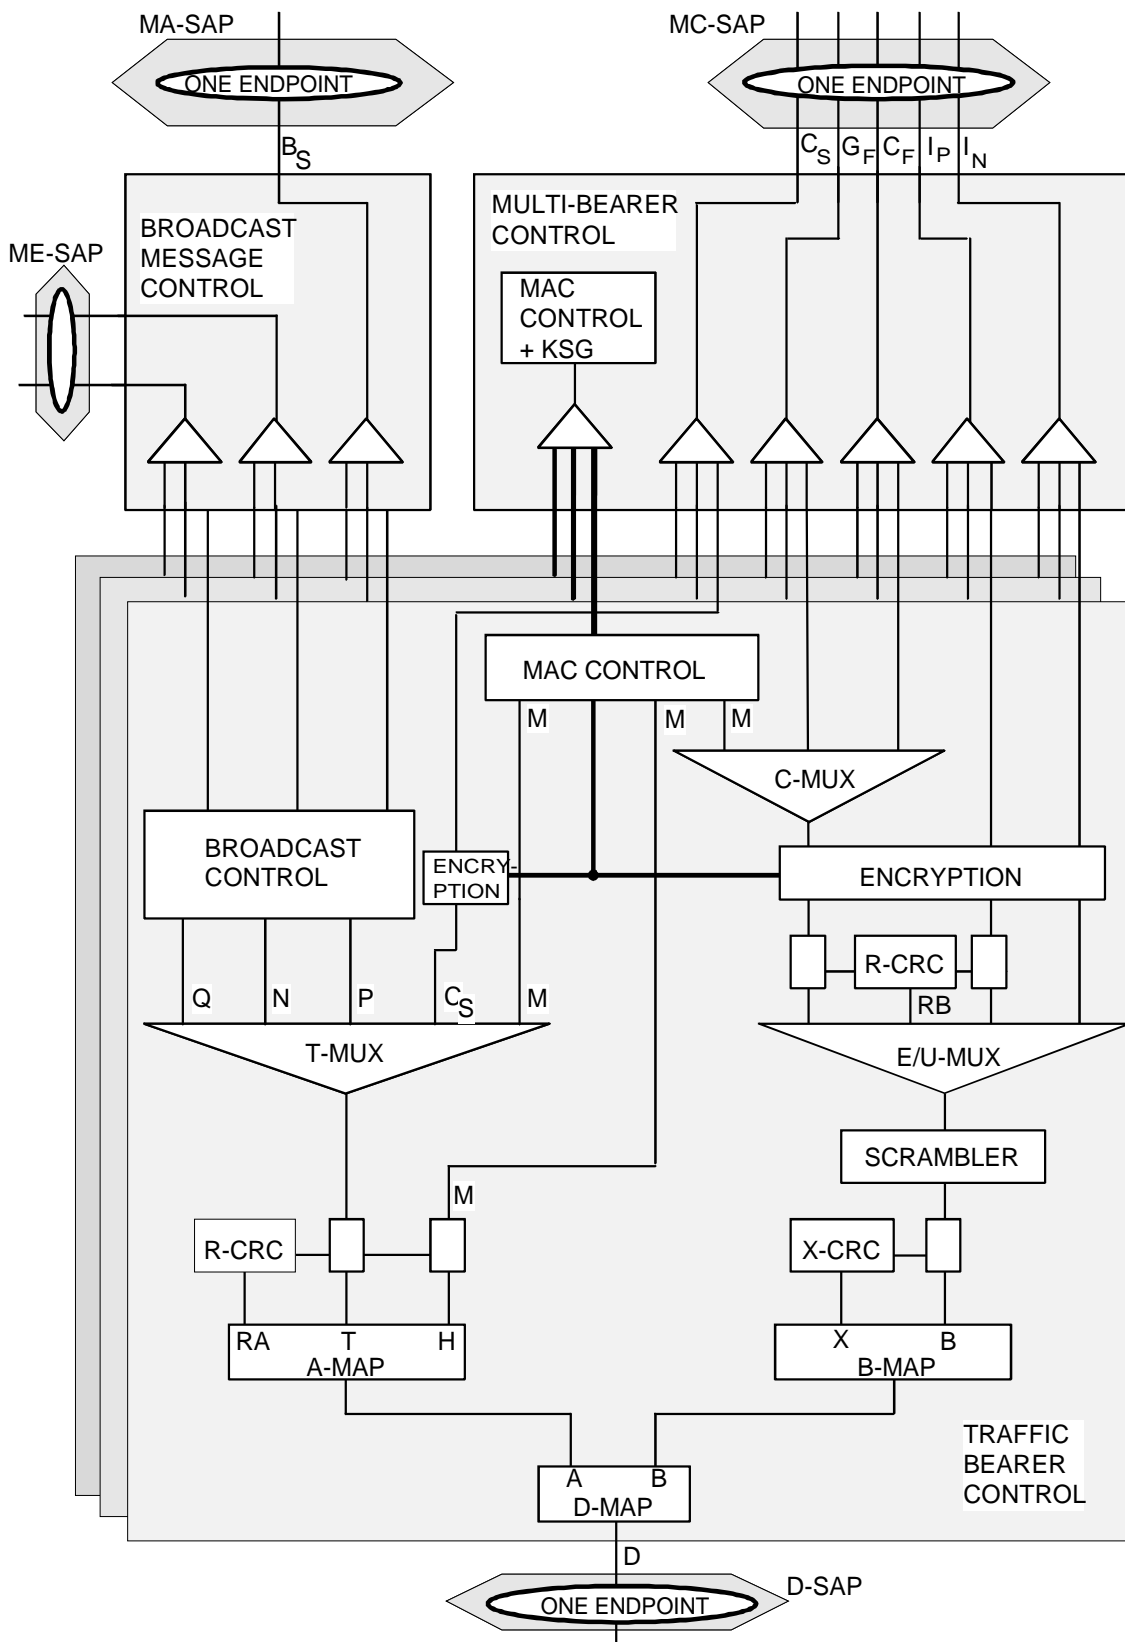 MA-SAP
MC-SAP
ONE ENDPOINT
ONE ENDPOINT
BS
CS GF CF IP IN
BROADCAST
MESSAGE
CONTROL
MULTI-BEARER
CONTROL
ME-SAP
MAC
CONTROL
+ KSG
MAC CONTROL
M
M
M
C-MUX
BROADCAST
CONTROL
ENCRY-
PTION
ENCRYPTION
R-CRC
Q
N
P
CS
M
RB
T-MUX
E/U-MUX
SCRAMBLER
M
R-CRC
X-CRC
RA
T
H
A-MAP
X
B
B-MAP
TRAFFIC
BEARER
CONTROL
A
B
D-MAP
D
D-SAP
ONE ENDPOINT